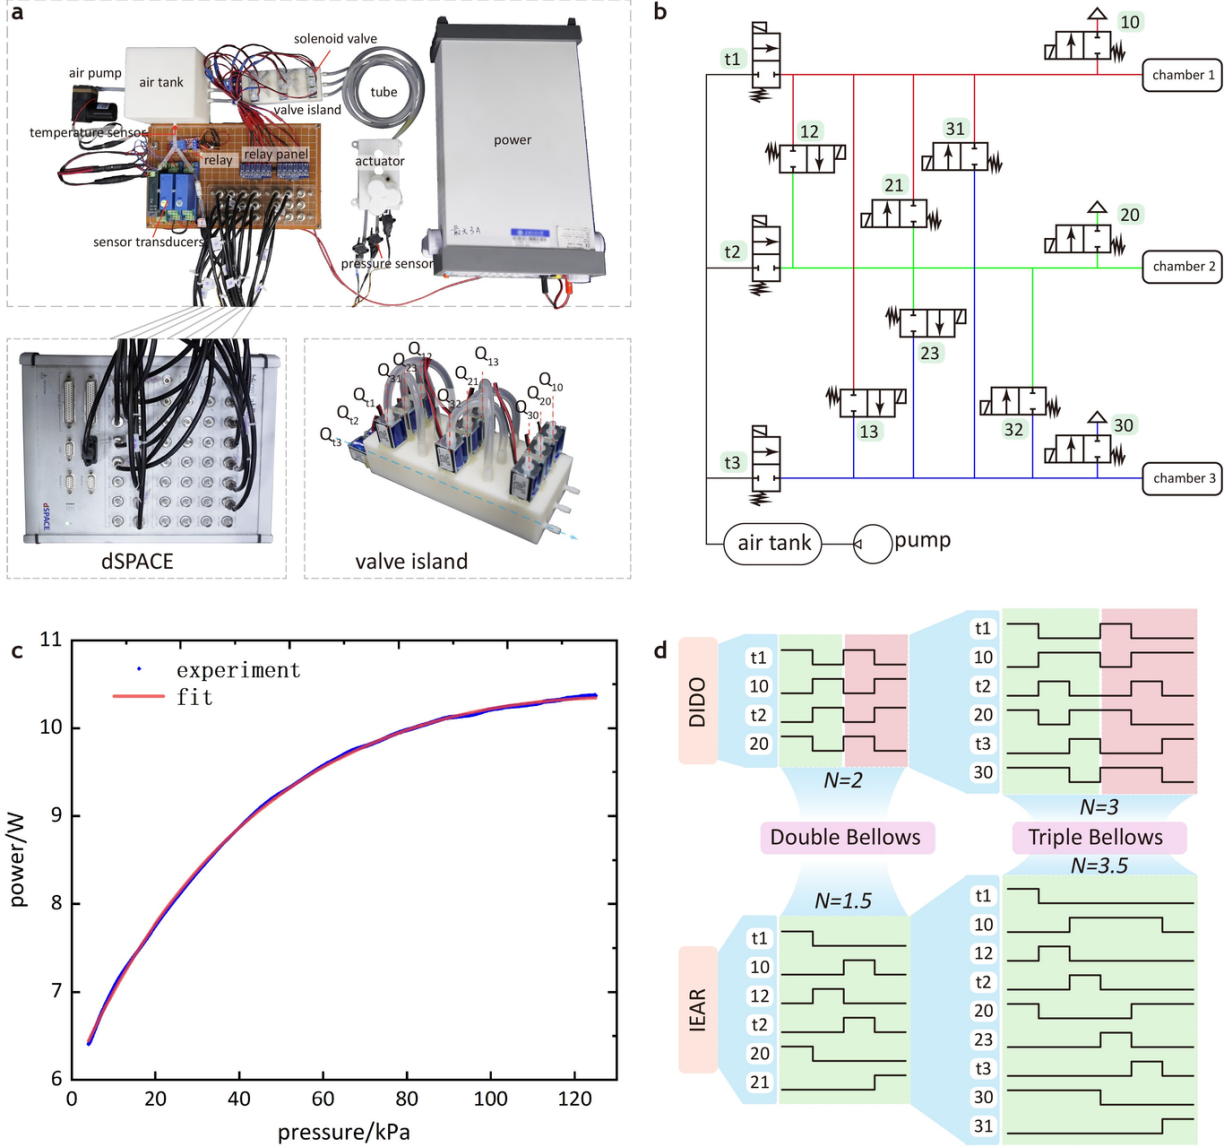 a
solenoid valve
air pump
air tank
valve island
tube
temperature sensor
relay
relay panel
actuator
power
sensor transducers
pressure sensor
最大3A
dSPACE
dSPACE
Q31
Q23
Q12
Q13
Qt1
Q21
Q10
Qt2
Q32
Q20
Q30
Qt3
valve island
b
10
t1
chamber 1
12
31
21
20
t2
chamber 2
23
13
32
30
t3
chamber 3
air tank
pump
c
11
10
9
8
7
6
power/W
experiment
fit
0
20
40
60
80
100
120
pressure/kPa
d
DIDO
t1
10
t2
20
N=2
t1
10
t2
20
t3
30
N=3
Double Bellows
Triple Bellows
N=1.5
N=3.5
IEAR
t1
10
12
t2
20
21
t1
10
12
t2
20
23
t3
30
31